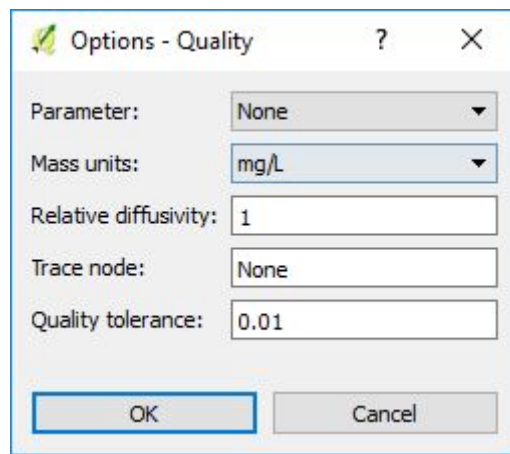 Options - Quality ?
Parameter: None
Mass units: mg/L
Relative diffusivity: 1
Trace node: None
Quality tolerance: 0.01
OK Cancel